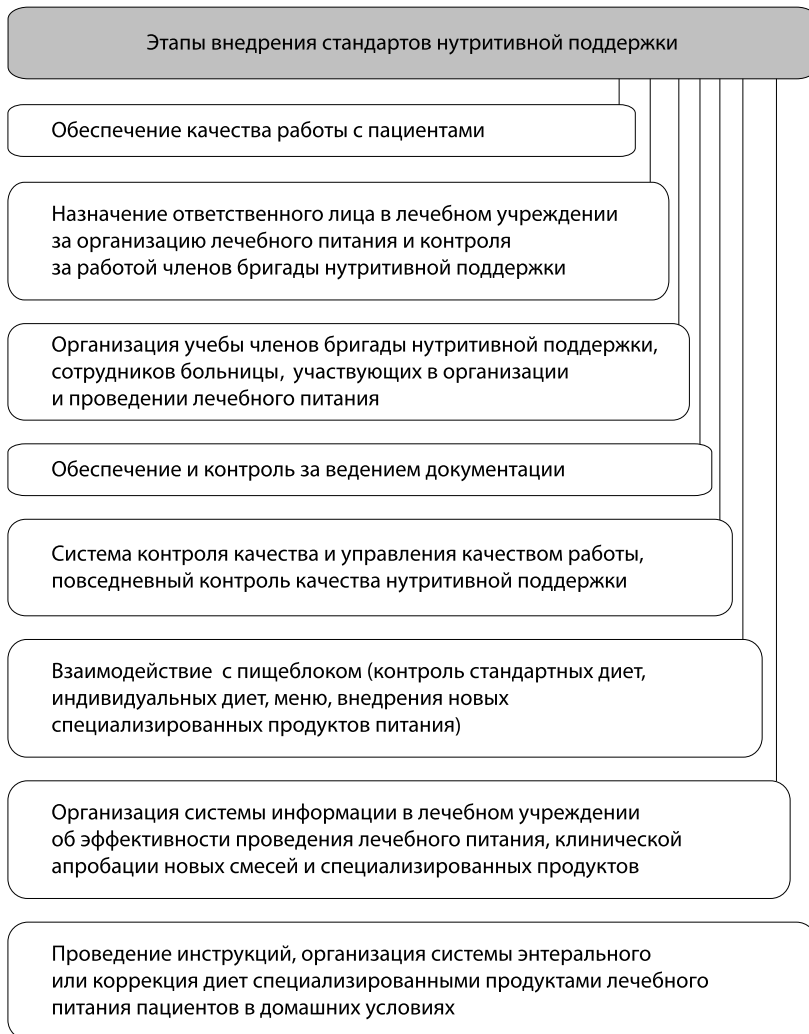 Этапы внедрения стандартов нутритивной поддержки
Обеспечение качества работы с пациентами
Назначение ответственного лица в лечебном учреждении
за организацию лечебного питания и контроля
за работой членов бригады нутритивной поддержки
Организация учебы членов бригады нутритивной поддержки,
сотрудников больницы, участвующих в организации
и проведении лечебного питания
Обеспечение и контроль за ведением документации
Система контроля качества и управления качеством работы,
повседневный контроль качества нутритивной поддержки
Взаимодействие с пищеблоком (контроль стандартных диет,
индивидуальных диет, меню, внедрения новых
специализированных продуктов питания)
Организация системы информации в лечебном учреждении
об эффективности проведения лечебного питания, клинической
апробации новых смесей и специализированных продуктов
Проведение инструкций, организация системы энтерального
или коррекция диет специализированными продуктами лечебного
питания пациентов в домашних условиях